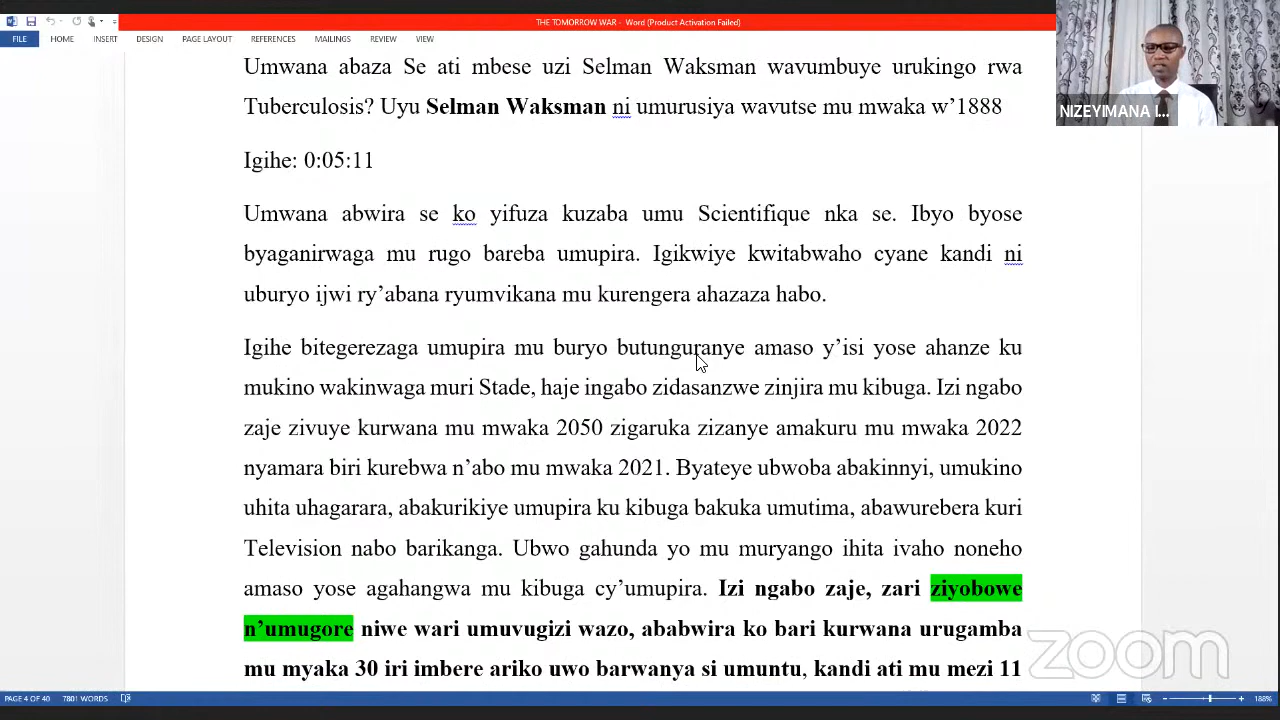 THE TOMORROW WAR - Word (Product Activation Failed)
FILE HOME INSERT DESIGN PAGE LAYOUT REFERENCES MAILINGS REVIEW VIEW
Umwana abaza Se ati mbese uzi Selman Waksman wavumbuye urukingo rwa
Tuberculosis? Uyu Selman Waksman ni umurusiya wavutse mu mwaka w’1888
NIZEYIMANA I...
Igihe: 0:05:11
Umwana abwira se ko yifuza kuzaba umu Scientifique nka se. Ibyo byose
byaganirwaga mu rugo bareba umupira. Igikwiye kwitabwaho cyane kandi ni
uburyo ijwi ry’abana ryumvikana mu kurengera ahazaza habo.
Igihe bitegerezaga umupira mu buryo butunguranye amaso y’isi yose ahanze ku
mukino wakinwaga muri Stade, haje ingabo zidasanzwe zinjira mu kibuga. Izi ngabo
zaje zivuye kurwana mu mwaka 2050 zigaruka zizanye amakuru mu mwaka 2022
nyamara biri kurebwa n’abo mu mwaka 2021. Byateye ubwoba abakinnyi, umukino
uhita uhagarara, abakurikiye umupira ku kibuga bakuka umutima, abawurebera kuri
Television nabo barikanga. Ubwo gahunda yo mu muryango ihita ivaho noneho
amaso yose agahangwa mu kibuga cy’umupira. Izi ngabo zaje, zari ziyobowe
n’umugore niwe wari umuvugizi wazo, ababwira ko bari kurwana urugamba
mu myaka 30 iri imbere ariko uwo barwanya si umuntu, kandi ati mu mezi 11
zoom
PAGE 4 OF 40 7801 WORDS 188%